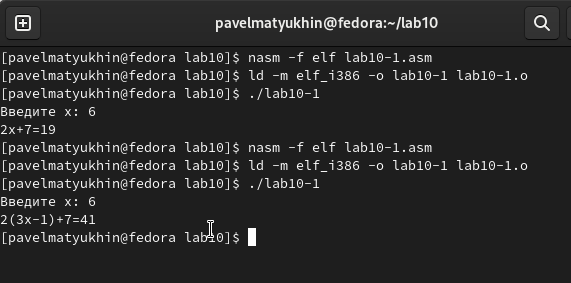 pavelmatyukhin@fedora:~/lab10
[pavelmatyukhin@fedora lab10]$ nasm -f elf lab10-1.asm
[pavelmatyukhin@fedora lab10]$ ld -m elf_i386 -o lab10-1 lab10-1.o
[pavelmatyukhin@fedora lab10]$ ./lab10-1
Введите x: 6
2x+7=19
[pavelmatyukhin@fedora lab10]$ nasm -f elf lab10-1.asm
[pavelmatyukhin@fedora lab10]$ ld -m elf_i386 -o lab10-1 lab10-1.o
[pavelmatyukhin@fedora lab10]$ ./lab10-1
Введите x: 6
2(3x-1)+7=41
[pavelmatyukhin@fedora lab10]$